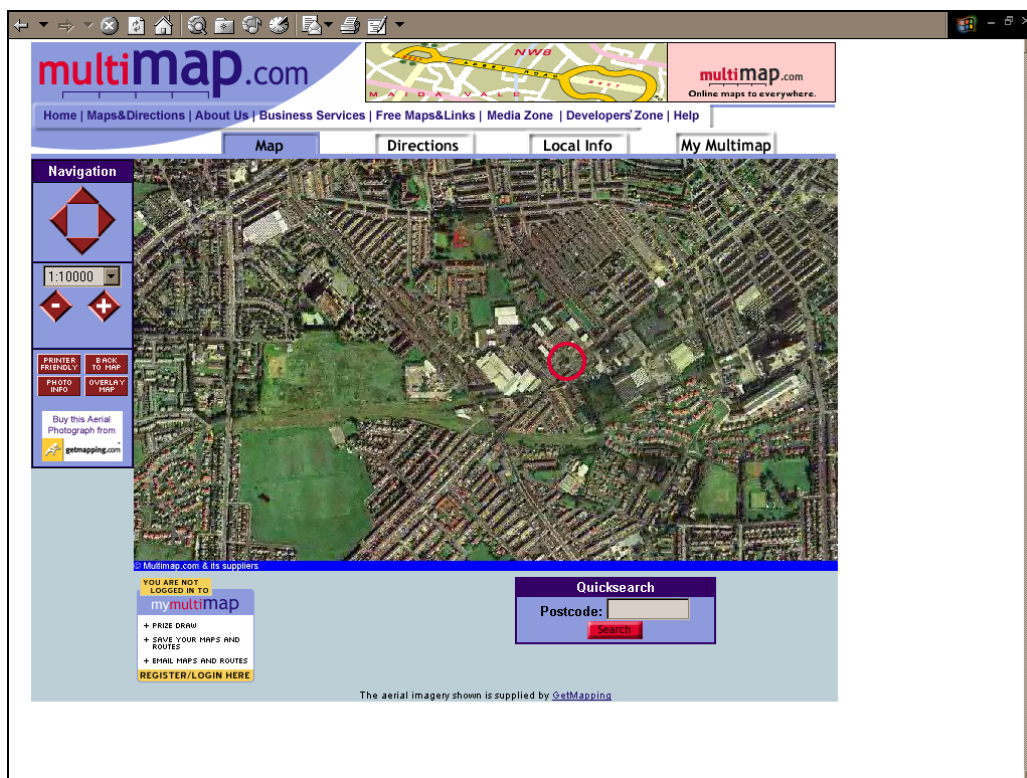 multimap.com
NW8
ABBEY ROAD
MAIDA VALE
multimap.com
Online maps to everywhere.
Home | Maps&Directions | About Us | Business Services | Free Maps&Links | Media Zone | Developers' Zone | Help
Map
Directions
Local Info
My Multimap
Navigation
1:10000
-
+
PRINTER FRIENDLY
BACK TO MAP
PHOTO INFO
OVERLAY MAP
Buy this Aerial
Photograph from
getmapping.com
© Multimap.com & its suppliers
YOU ARE NOT
LOGGED IN TO
mymultimap
+ PRIZE DRAW
+ SAVE YOUR MAPS AND
ROUTES
+ EMAIL MAPS AND ROUTES
REGISTER/LOGIN HERE
Quicksearch
Postcode:
Search
The aerial imagery shown is supplied by GetMapping